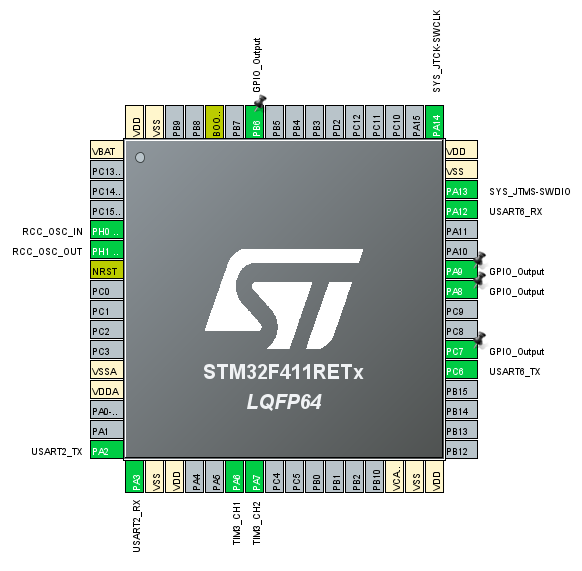 GPIO_Output
SYS_JTCK-SWCLK
VDD
VSS
PB9
PB8
BOO..
PB7
PB6
PB5
PB4
PB3
PD2
PC12
PC11
PC10
PA15
PA14
VBAT
PC13..
PC14..
PC15..
RCC_OSC_IN PH0 ..
RCC_OSC_OUT PH1 ..
NRST
PC0
PC1
PC2
PC3
VSSA
VDDA
PA0-..
PA1
USART2_TX PA2
VDD
VSS
PA13 SYS_JTMS-SWDIO
PA12 USART6_RX
PA11
PA10
PA9 GPIO_Output
PA8 GPIO_Output
PC9
PC8
PC7 GPIO_Output
PC6 USART6_TX
PB15
PB14
PB13
PB12
ST
STM32F411RETx
LQFP64
PA3
VSS
VDD
PA4
PA5
PA6
PA7
PC4
PC5
PB0
PB1
PB2
PB10
VCA..
VSS
VDD
USART2_RX
TIM3_CH1
TIM3_CH2